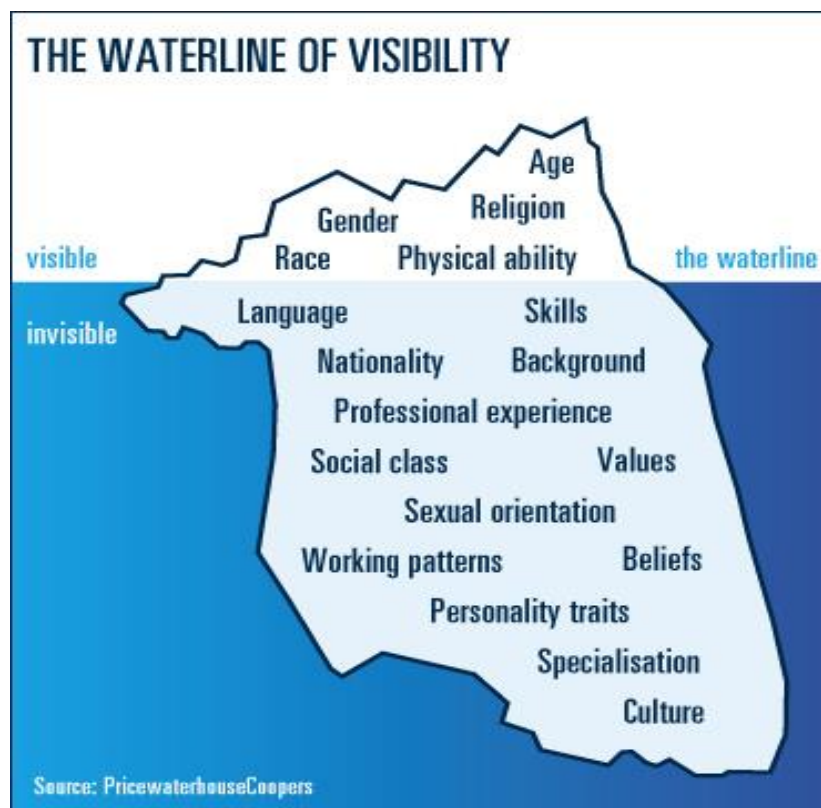 THE WATERLINE OF VISIBILITY
Age
Religion
Gender
Race Physical ability
visible
the waterline
invisible
Language Skills
Nationality Background
Professional experience
Social class Values
Sexual orientation
Working patterns Beliefs
Personality traits
Specialisation
Culture
Source: PricewaterhouseCoopers